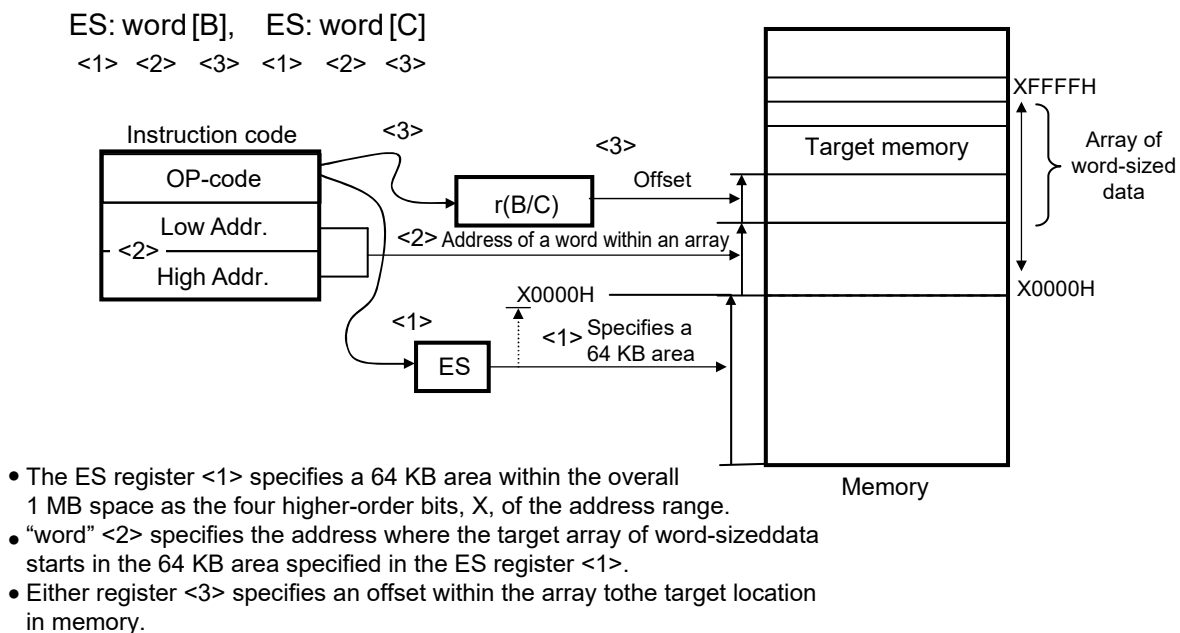 ES: word [B], ES: word [C]
<1> <2> <3> <1> <2> <3>
Instruction code
OP-code
Low Addr.
<2>
High Addr.
<3>
r(B/C)
<3>
Offset
<2> Address of a word within an array
X0000H
<1>
ES
<1> Specifies a
64 KB area
XFFFFH
Target memory
Array of
word-sized
data
X0000H
Memory
• The ES register <1> specifies a 64 KB area within the overall
1 MB space as the four higher-order bits, X, of the address range.
• “word” <2> specifies the address where the target array of word-sizeddata
starts in the 64 KB area specified in the ES register <1>.
• Either register <3> specifies an offset within the array tothe target location
in memory.